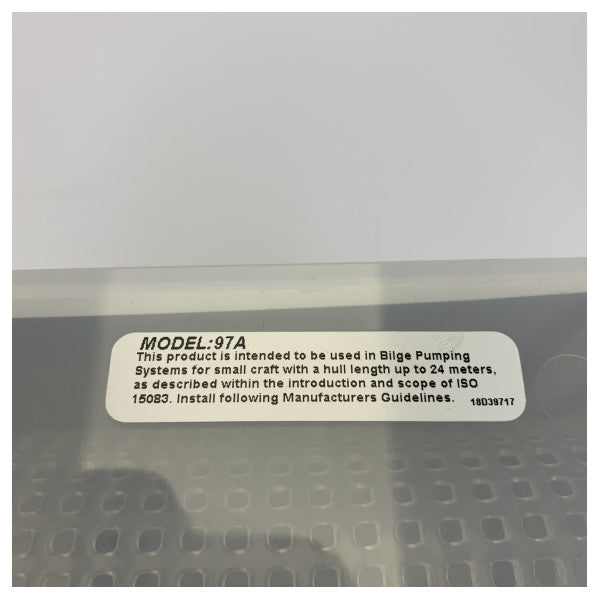 MODEL:97A
This product is intended to be used in Bilge Pumping
Systems for small craft with a hull length up to 24 meters,
as described within the introduction and scope of ISO
15083. Install following Manufacturers Guidelines. 18D39717